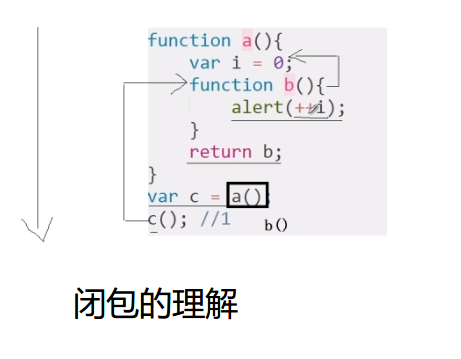 function a(){
var i = 0;
function b(){
alert(++i);
}
return b;
}
var c = a();
c(); //1 b()
闭包的理解